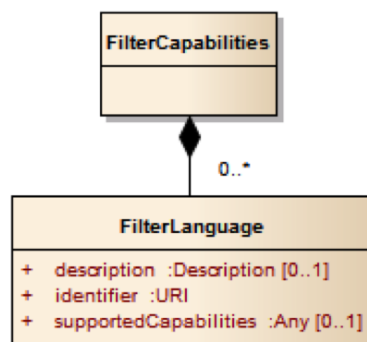 FilterCapabilities
0..*
FilterLanguage
+ description :Description [0..1]
+ identifier :URI
+ supportedCapabilities :Any [0..1]